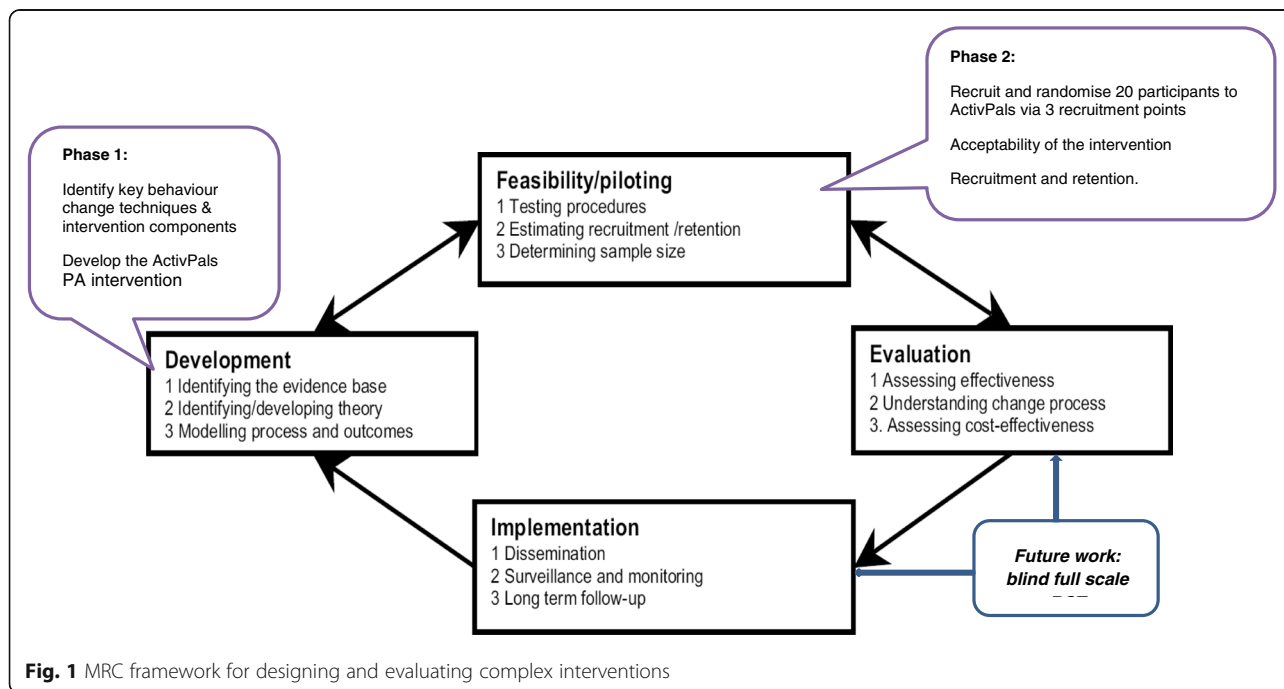 Phase 1:
Identify key behaviour
change techniques &
intervention components
Develop the ActivPals
PA intervention
Phase 2:
Recruit and randomise 20 participants to
ActivPals via 3 recruitment points
Acceptability of the intervention
Recruitment and retention.
Feasibility/piloting
1 Testing procedures
2 Estimating recruitment /retention
3 Determining sample size
Development
1 Identifying the evidence base
2 Identifying/developing theory
3 Modelling process and outcomes
Evaluation
1 Assessing effectiveness
2 Understanding change process
3. Assessing cost-effectiveness
Implementation
1 Dissemination
2 Surveillance and monitoring
3 Long term follow-up
Future work:
blind full scale
Fig. 1 MRC framework for designing and evaluating complex interventions